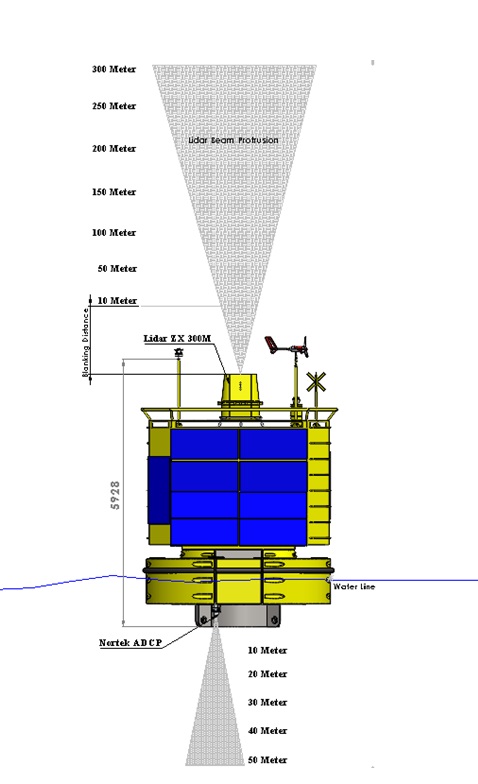 300 Meter
250 Meter
Lidar Beam Protrusion
200 Meter
150 Meter
100 Meter
50 Meter
10 Meter
Blanking Distance
Lidar ZX 300M
5928
Water Line
Nortek ADCP
10 Meter
20 Meter
30 Meter
40 Meter
50 Meter